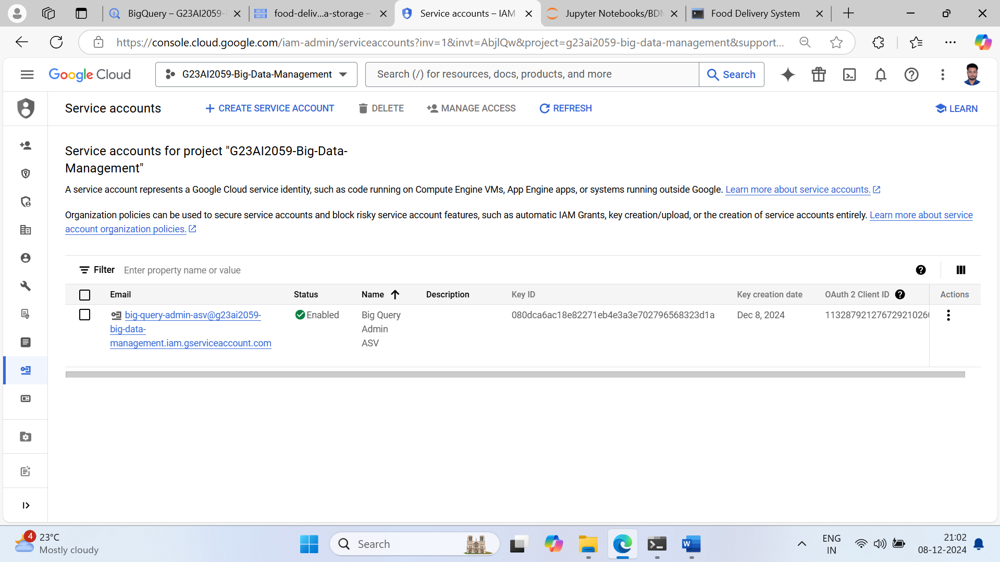 BigQuery – G23AI2059-
food-deliv...a-storage –
Service accounts – IAM
Jupyter Notebooks/BDM
Food Delivery System
https://console.cloud.google.com/iam-admin/serviceaccounts?inv=1&invt=AbjlQw&project=g23ai2059-big-data-management&support...
Google Cloud
G23AI2059-Big-Data-Management
Search (/) for resources, docs, products, and more
Search
Service accounts
CREATE SERVICE ACCOUNT
DELETE
MANAGE ACCESS
REFRESH
LEARN
Service accounts for project "G23AI2059-Big-Data-
Management"
A service account represents a Google Cloud service identity, such as code running on Compute Engine VMs, App Engine apps, or systems running outside Google. Learn more about service accounts.
Organization policies can be used to secure service accounts and block risky service account features, such as automatic IAM Grants, key creation/upload, or the creation of service accounts entirely. Learn more about service
account organization policies.
Filter Enter property name or value
Email Status Name Description Key ID Key creation date OAuth 2 Client ID Actions
big-query-admin-asv@g23ai2059- Enabled Big Query 080dca6ac18e82271eb4e3a3e702796568323d1a Dec 8, 2024 11328792127672921026
big-data- Admin
management.iam.gserviceaccount.com ASV
4
23°C
Mostly cloudy
Search
ENG
IN
21:02
08-12-2024